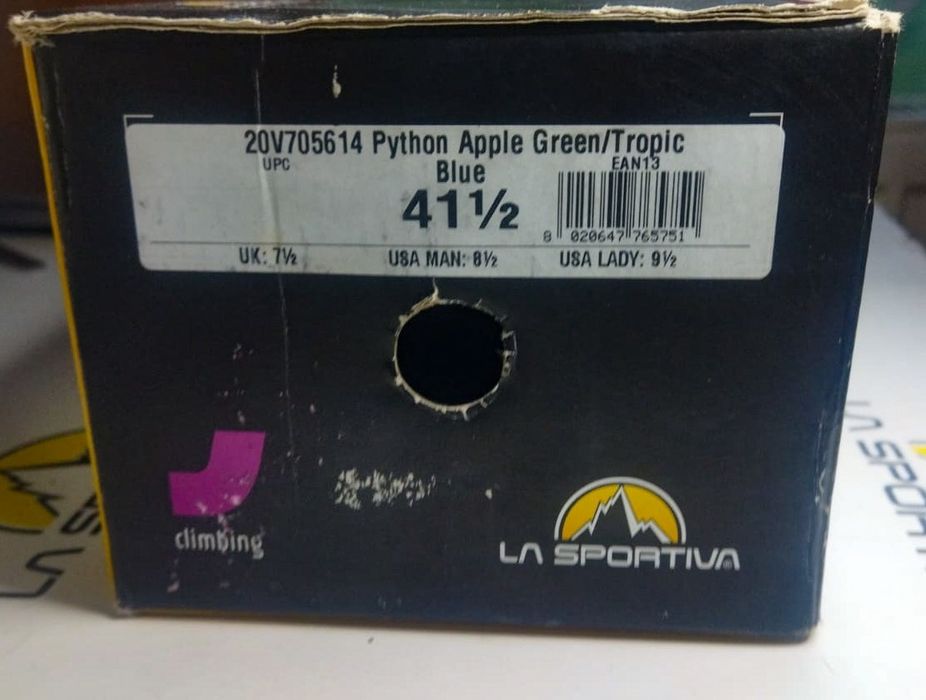 20V705614 Python Apple Green/Tropic
Blue
UPC
EAN13
41½
8 020647 765751
UK: 7½ USA MAN: 8½ USA LADY: 9½
climbing
LA SPORTIVA®